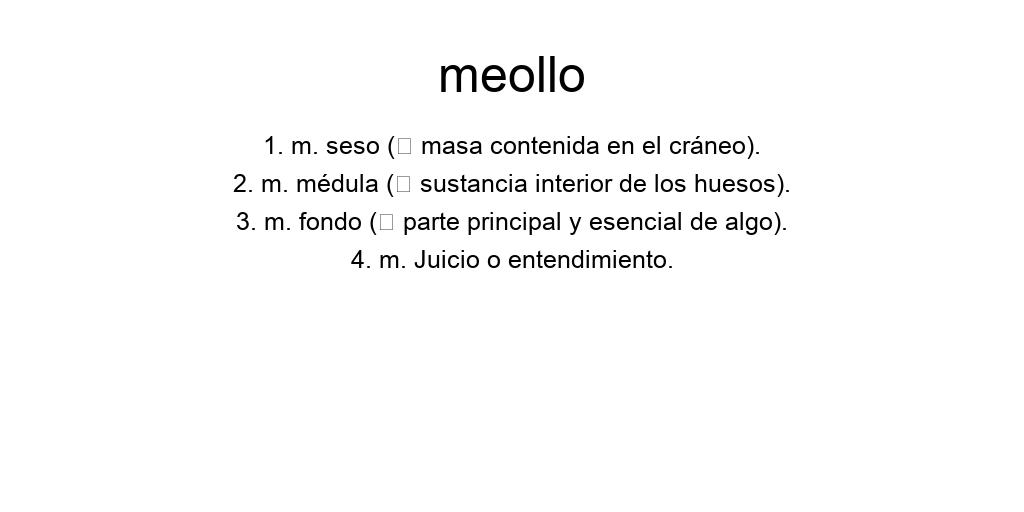 meollo
1. m. seso (▯ masa contenida en el cráneo).
2. m. médula (▯ sustancia interior de los huesos).
3. m. fondo (▯ parte principal y esencial de algo).
4. m. Juicio o entendimiento.